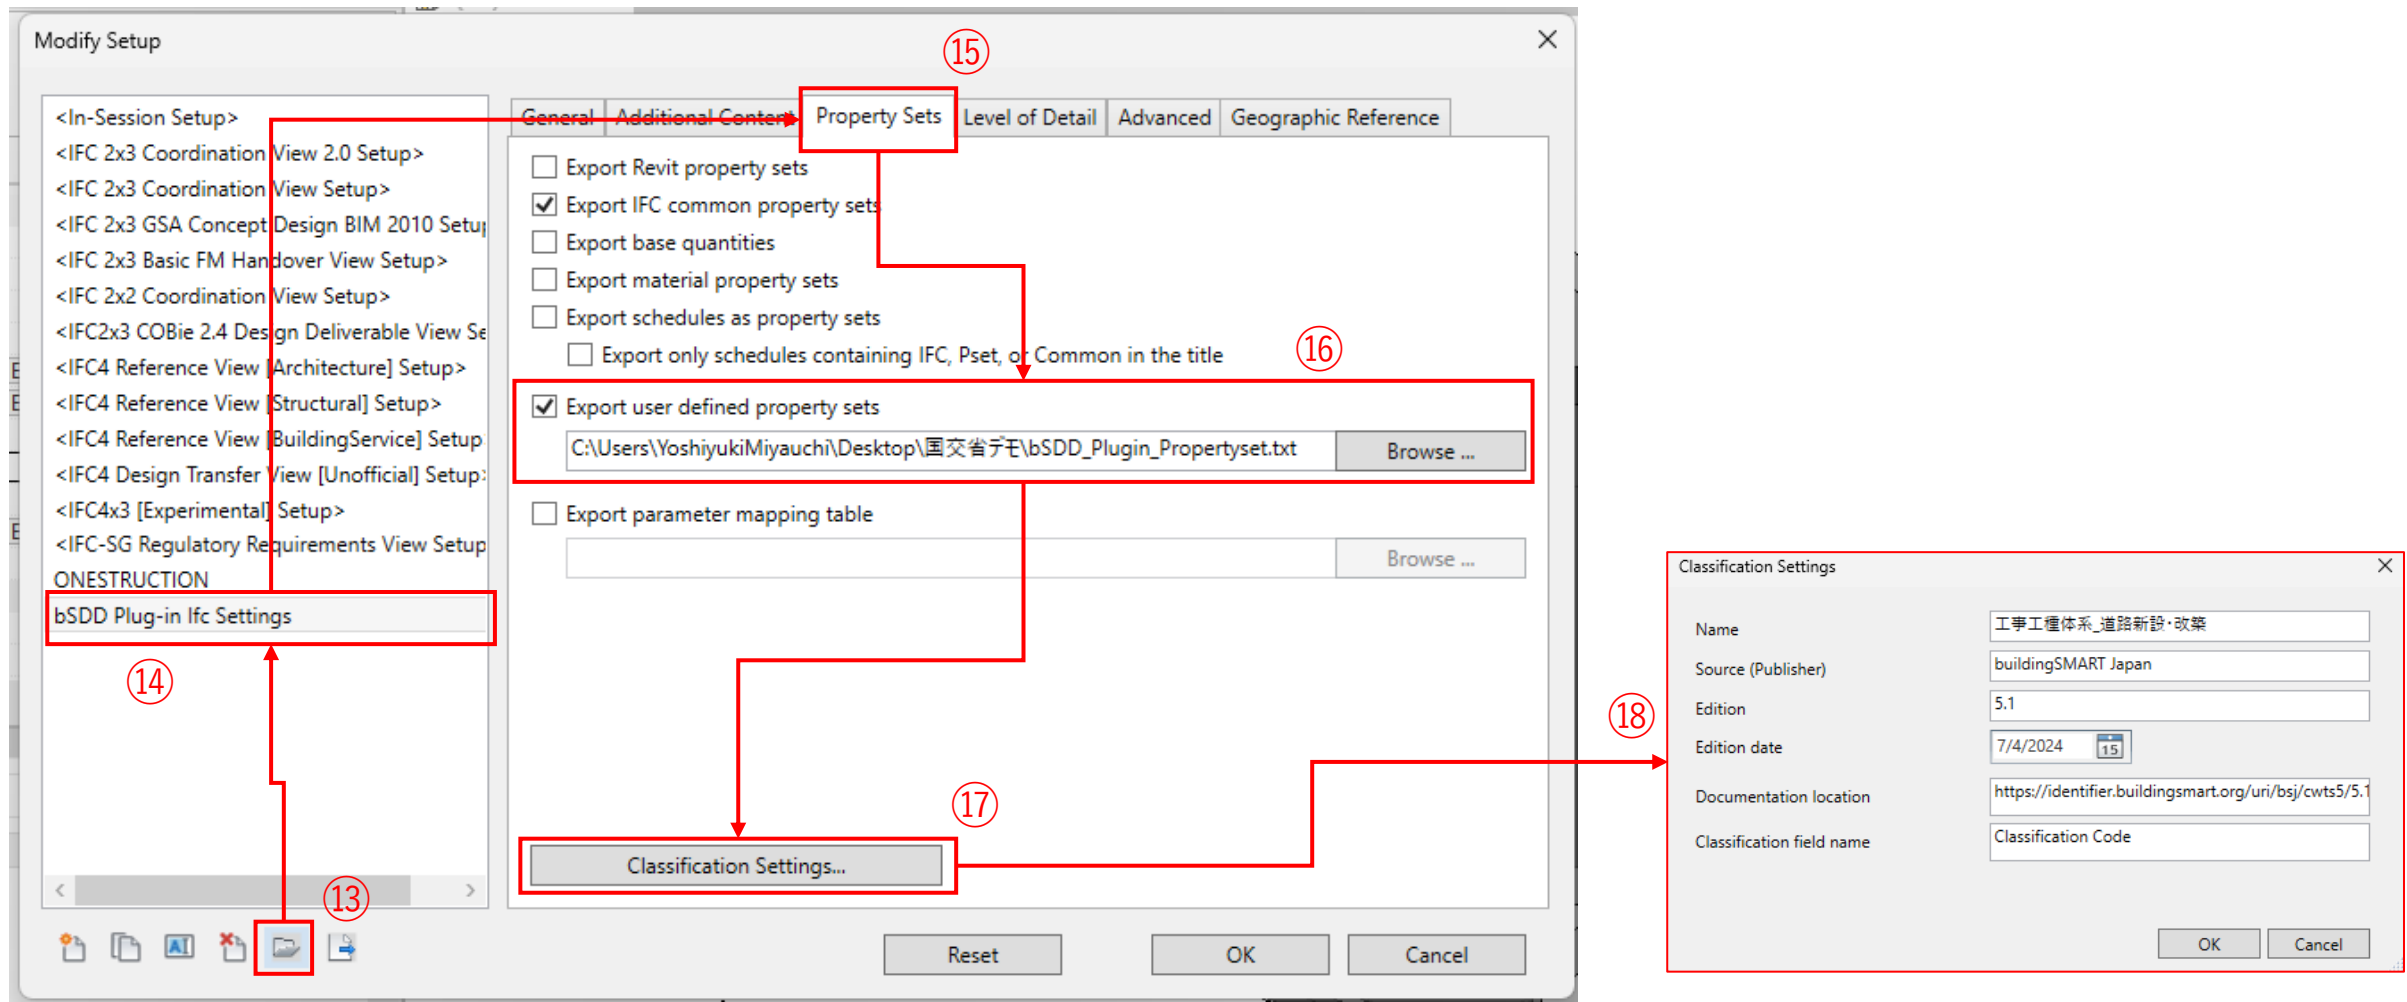 Modify Setup
⑮
<In-Session Setup>
<IFC 2x3 Coordination View 2.0 Setup>
<IFC 2x3 Coordination View Setup>
<IFC 2x3 GSA Concept Design BIM 2010 Setup
<IFC 2x3 Basic FM Handover View Setup>
<IFC 2x2 Coordination View Setup>
<IFC2x3 COBie 2.4 Design Deliverable View Se
<IFC4 Reference View [Architecture] Setup>
<IFC4 Reference View [Structural] Setup>
<IFC4 Reference View [BuildingService] Setup
<IFC4 Design Transfer View [Unofficial] Setup>
<IFC4x3 [Experimental] Setup>
<IFC-SG Regulatory Requirements View Setup
ONESTRUCTION
bSDD Plug-in Ifc Settings
⑭
⑬
General Additional Content Property Sets Level of Detail Advanced Geographic Reference
Export Revit property sets
Export IFC common property sets
Export base quantities
Export material property sets
Export schedules as property sets
Export only schedules containing IFC, Pset, or Common in the title
⑯
Export user defined property sets
C:\Users\YoshiyukiMiyauchi\Desktop\国交省デモ\bSDD_Plugin_Propertyset.txt Browse ...
Export parameter mapping table
Browse ...
⑰
Classification Settings...
Reset OK Cancel
⑱
Classification Settings
Name 工事工種体系_道路新設・改築
Source (Publisher) buildingSMART Japan
Edition 5.1
Edition date 7/4/2024 15
Documentation location https://identifier.buildingsmart.org/uri/bsj/cwts5/5.1
Classification field name Classification Code
OK Cancel